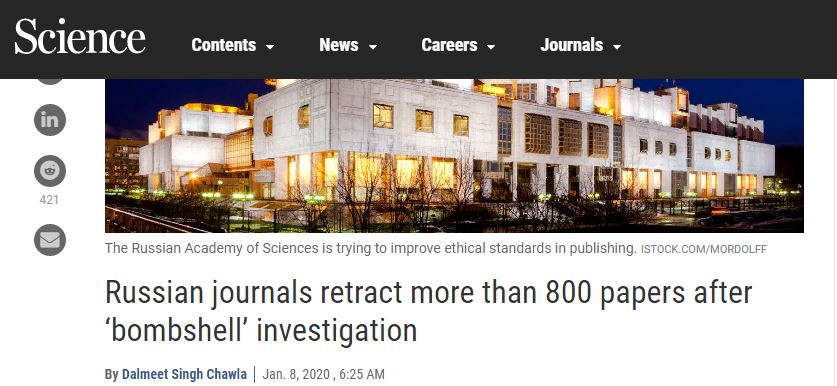 Science
Contents News Careers Journals
in
421
The Russian Academy of Sciences is trying to improve ethical standards in publishing. ISTOCK.COM/MORDOLFF
Russian journals retract more than 800 papers after
‘bombshell’ investigation
By Dalmeet Singh Chawla | Jan. 8, 2020 , 6:25 AM